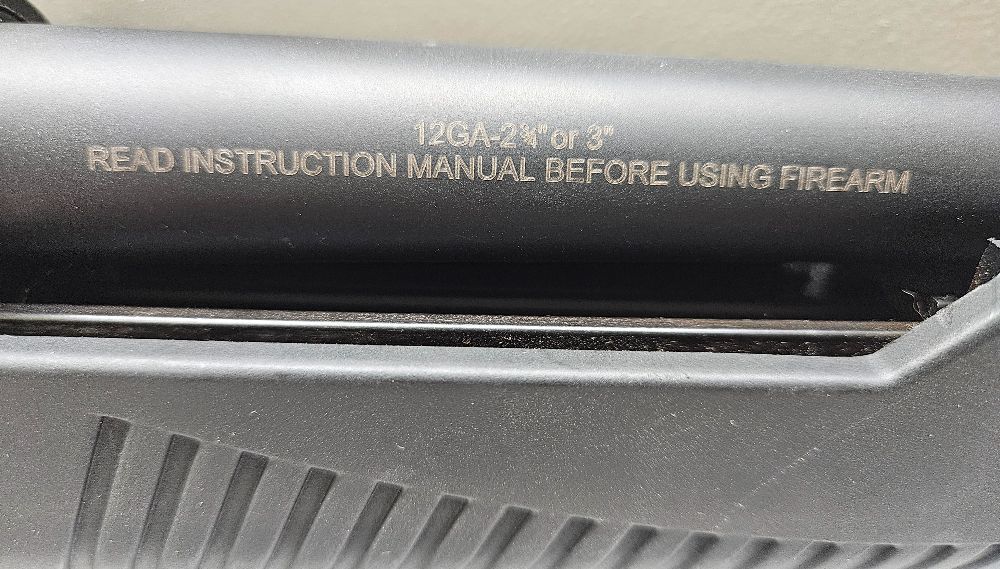 12GA-2¾" or 3"
READ INSTRUCTION MANUAL BEFORE USING FIREARM